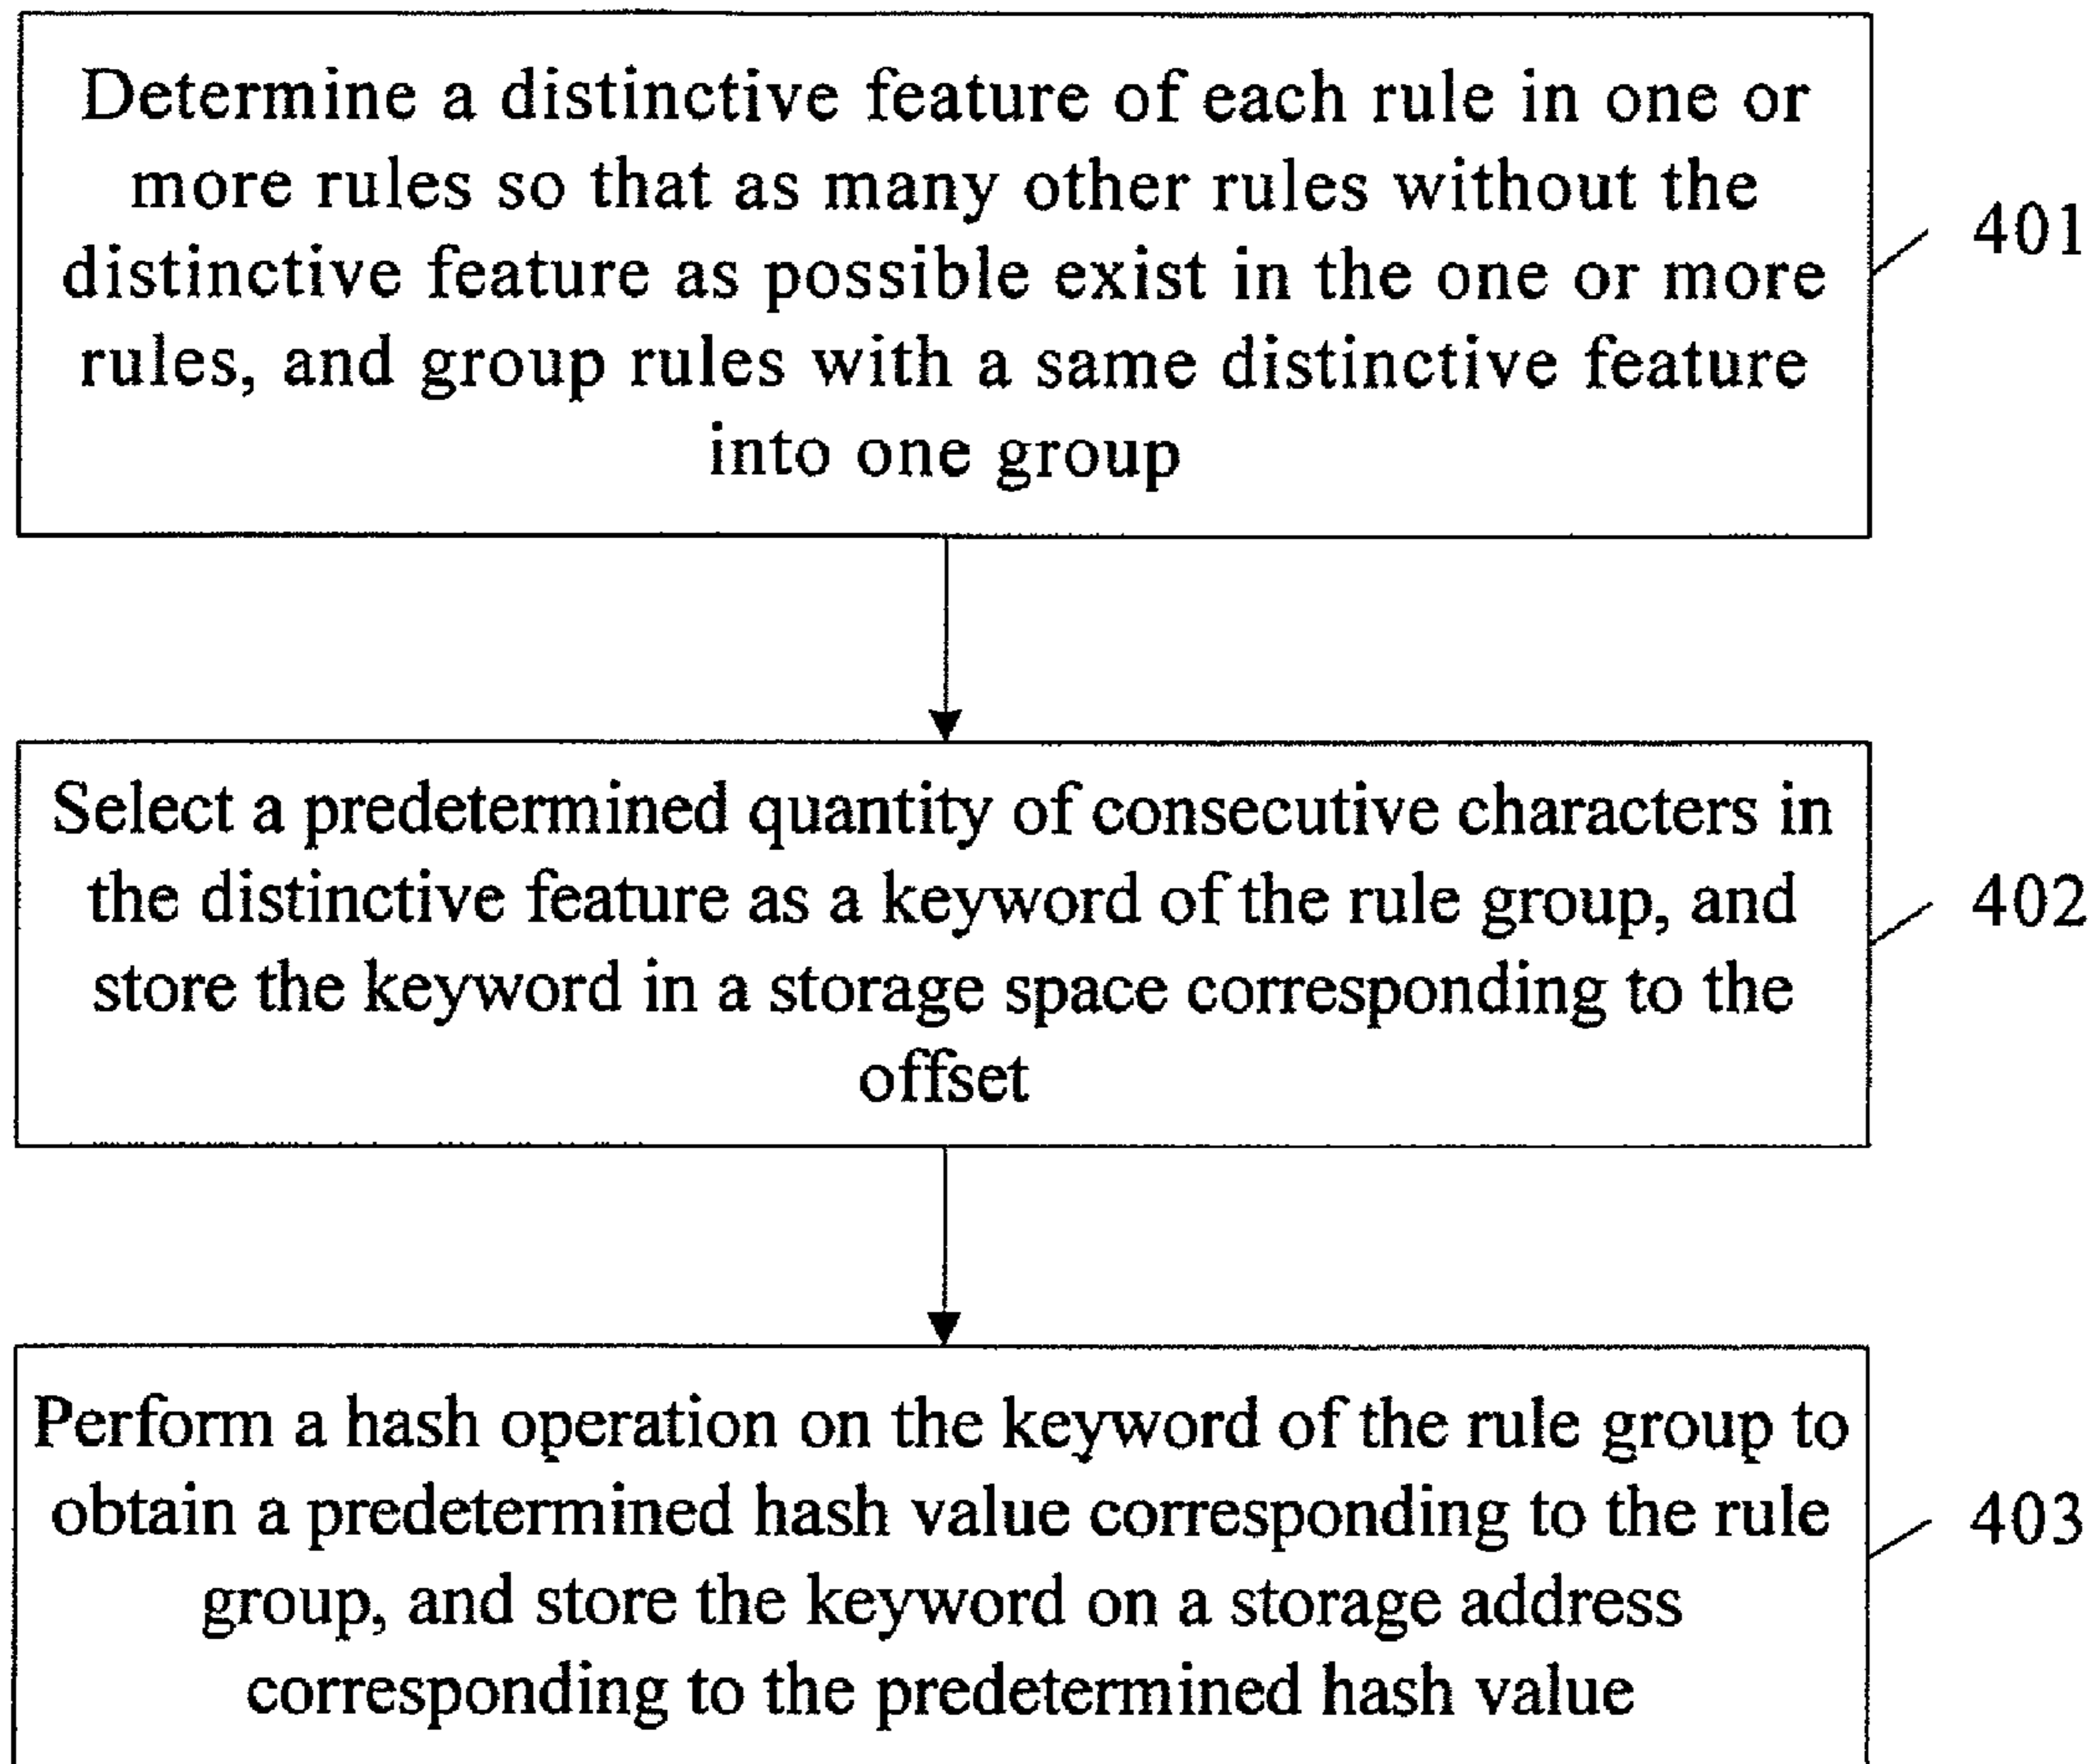 Determine a distinctive feature of each rule in one or
more rules so that as many other rules without the
distinctive feature as possible exist in the one or more
rules, and group rules with a same distinctive feature
into one group
401
Select a predetermined quantity of consecutive characters in
the distinctive feature as a keyword of the rule group, and
store the keyword in a storage space corresponding to the
offset
402
Perform a hash operation on the keyword of the rule group to
obtain a predetermined hash value corresponding to the rule
group, and store the keyword on a storage address
corresponding to the predetermined hash value
403